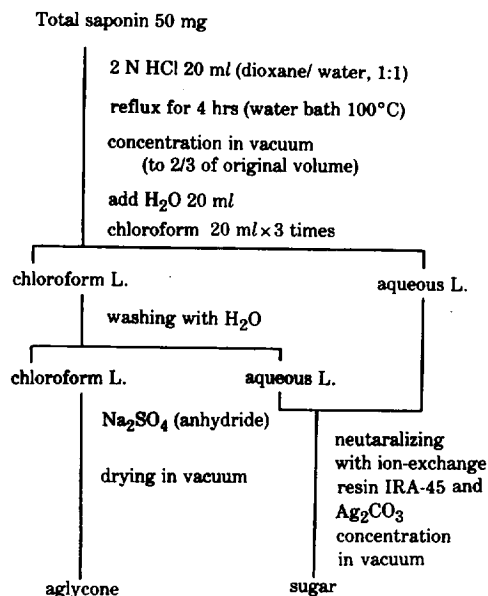 Total saponin 50 mg
2 N HCl 20 ml (dioxane/ water, 1:1)
reflux for 4 hrs (water bath 100°C)
concentration in vacuum
(to 2/3 of original volume)
add H₂O 20 ml
chloroform 20 ml×3 times
chloroform L.
aqueous L.
washing with H₂O
chloroform L.
aqueous L.
Na₂SO₄ (anhydride)
drying in vacuum
neutaralizing
with ion-exchange
resin IRA-45 and
Ag₂CO₃
concentration
in vacuum
aglycone
sugar